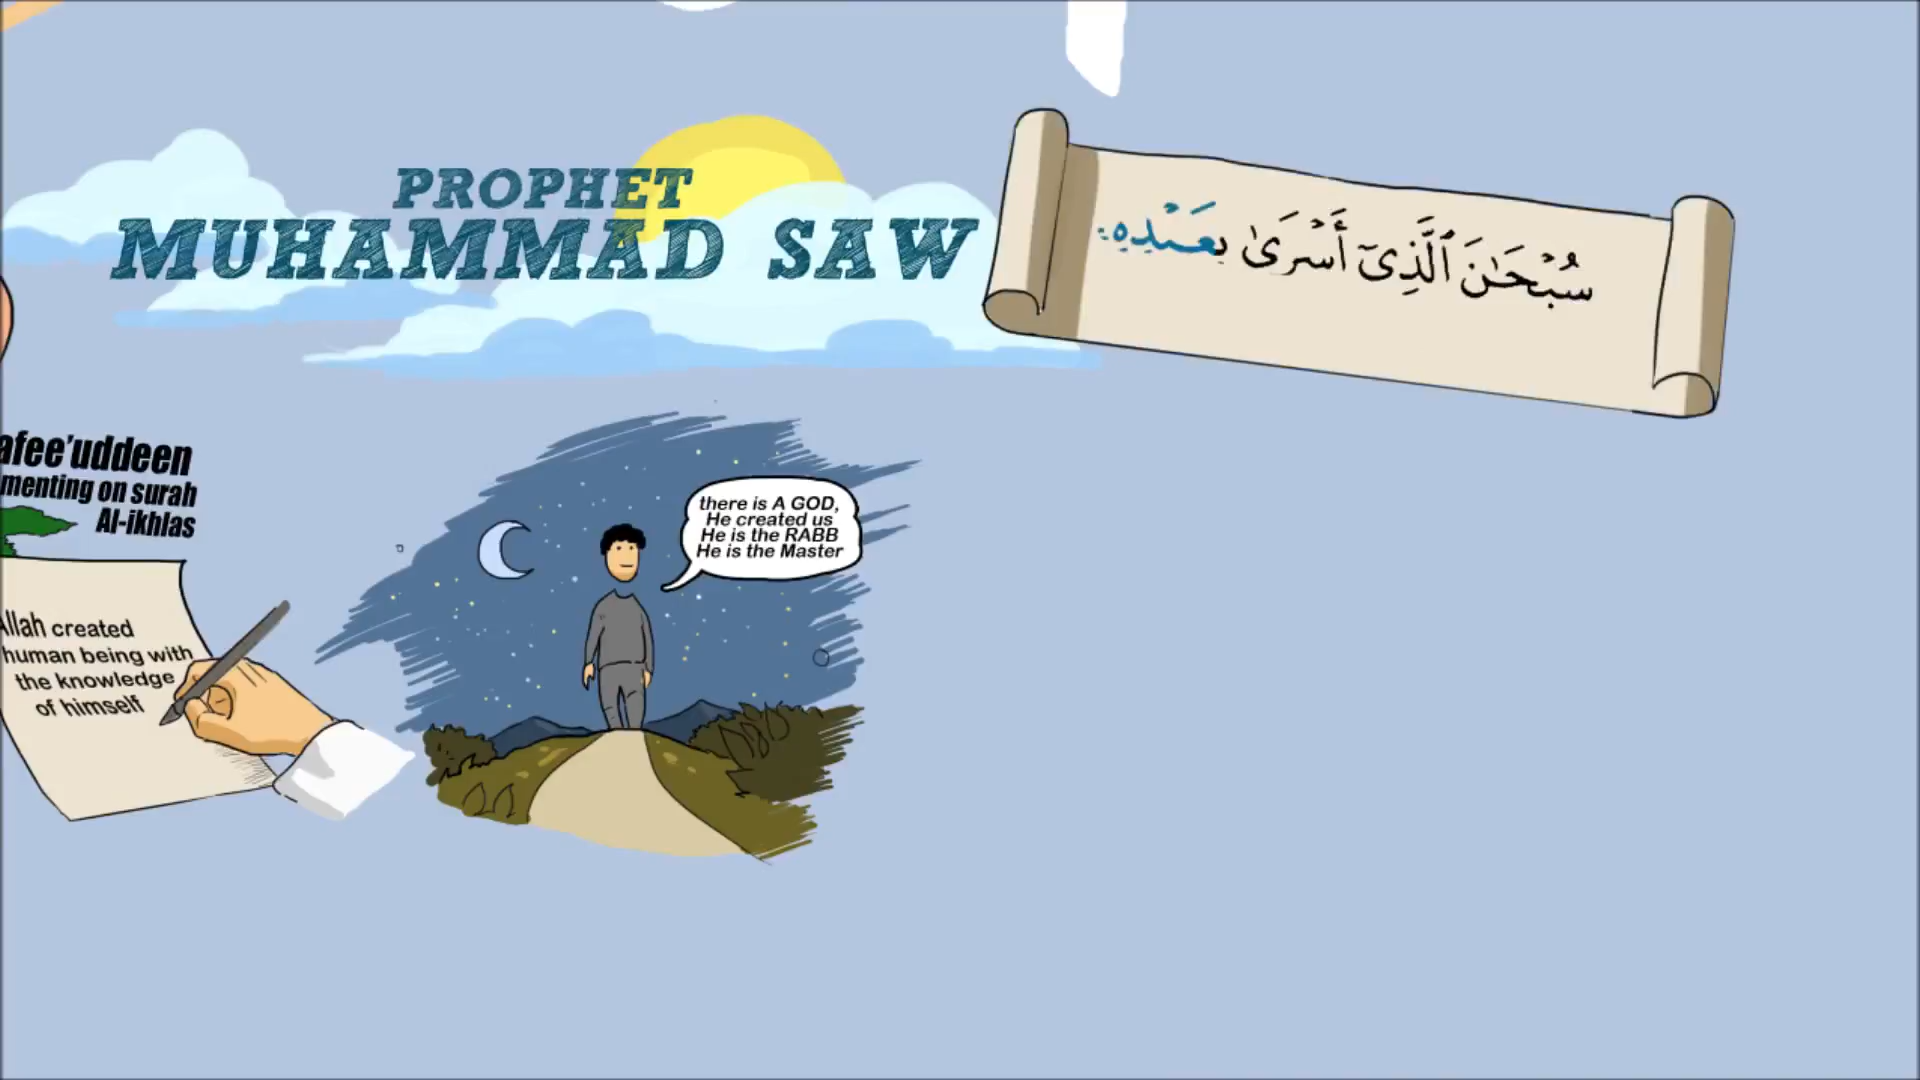 PROPHET
MUHAMMAD SAW
سُبْحَٰنَ ٱلَّذِىٓ أَسْرَىٰ بِعَبْدِهِۦ
afee'uddeen
menting on surah
Al-ikhlas
Allah created
human being with
the knowledge
of himself
there is A GOD,
He created us
He is the RABB
He is the Master